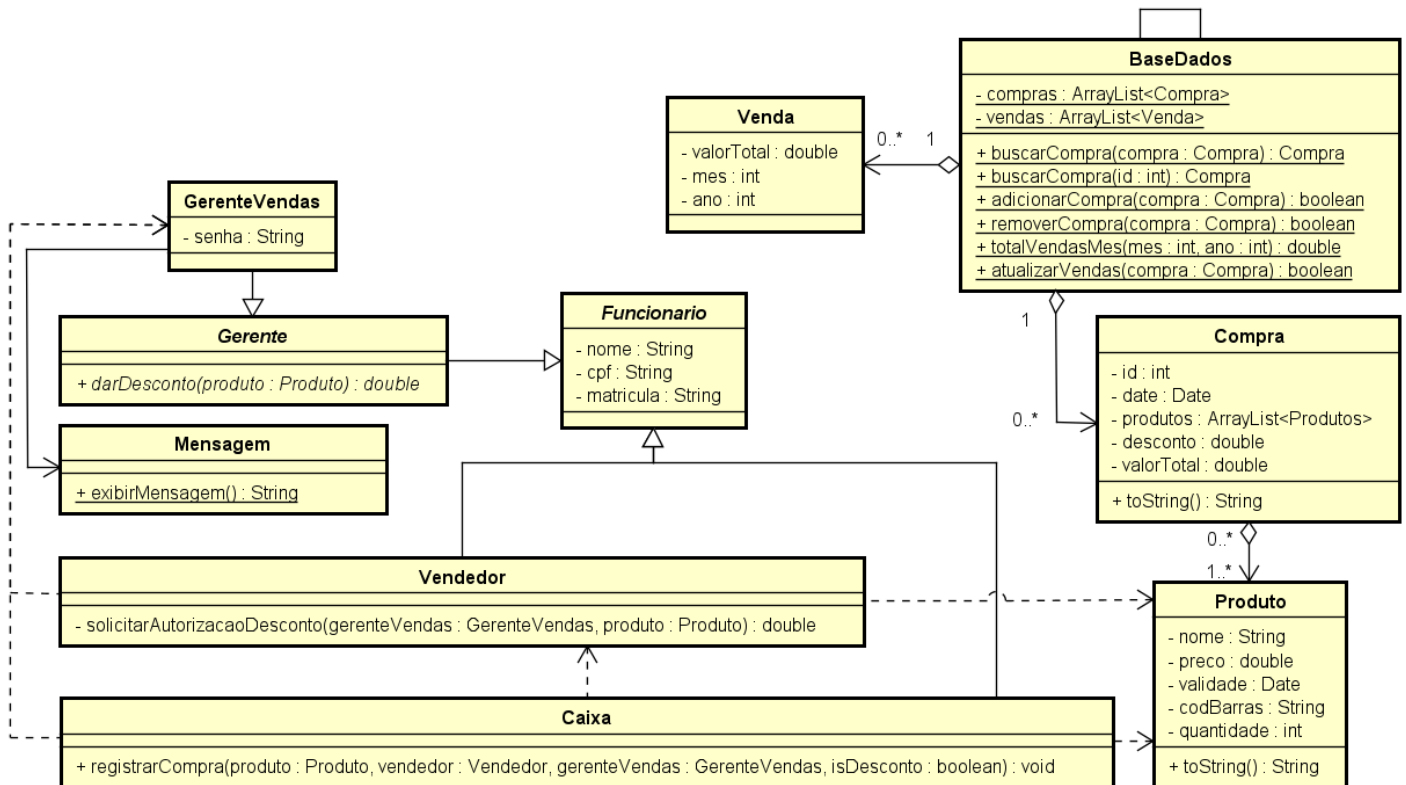 BaseDados
- compras : ArrayList<Compra>
- vendas : ArrayList<Venda>
+ buscarCompra(compra : Compra) : Compra
+ buscarCompra(id : int) : Compra
+ adicionarCompra(compra : Compra) : boolean
+ removerCompra(compra : Compra) : boolean
+ totalVendasMes(mes : int, ano : int) : double
+ atualizarVendas(compra : Compra) : boolean
Venda
- valorTotal : double
- mes : int
- ano : int
0..*
1
GerenteVendas
- senha : String
Gerente
+ darDesconto(produto : Produto) : double
Funcionario
- nome : String
- cpf : String
- matricula : String
1
0..*
Compra
- id : int
- date : Date
- produtos : ArrayList<Produtos>
- desconto : double
- valorTotal : double
+ toString() : String
Mensagem
+ exibirMensagem() : String
0..*
1..*
Vendedor
- solicitarAutorizacaoDesconto(gerenteVendas : GerenteVendas, produto : Produto) : double
Produto
- nome : String
- preco : double
- validade : Date
- codBarras : String
- quantidade : int
+ toString() : String
Caixa
+ registrarCompra(produto : Produto, vendedor : Vendedor, gerenteVendas : GerenteVendas, isDesconto : boolean) : void